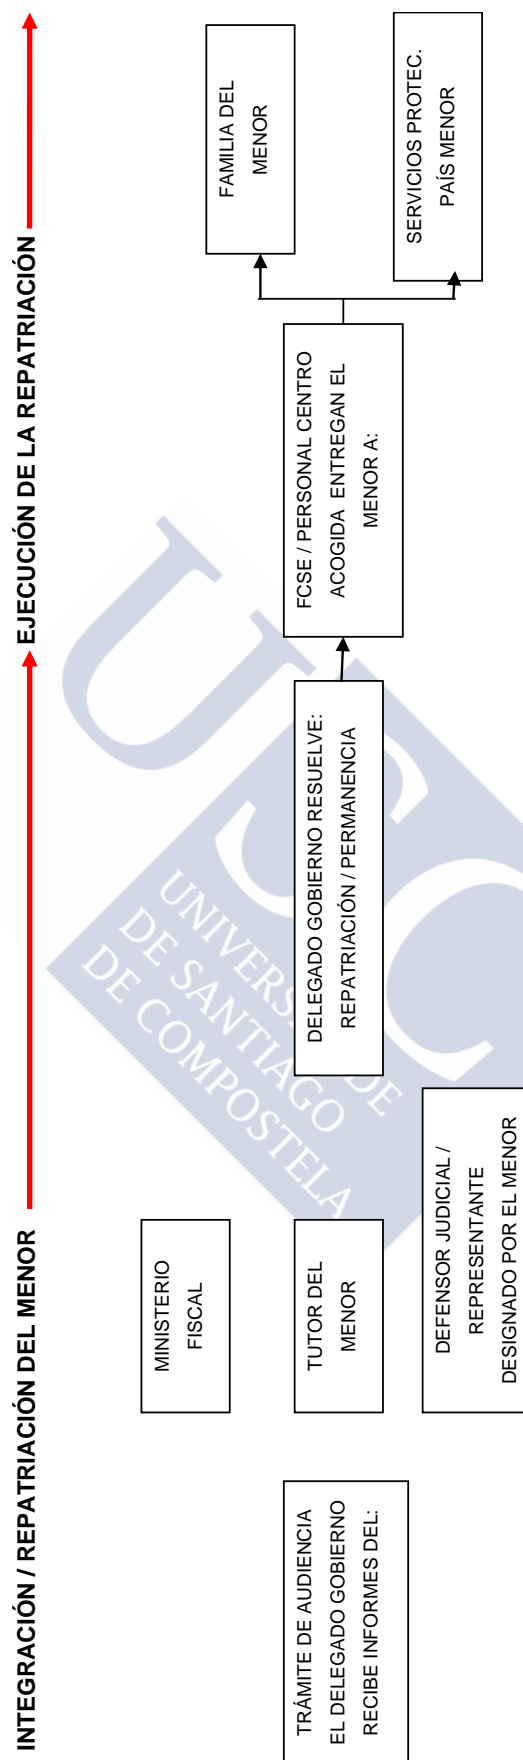 INTEGRACIÓN / REPATRIACIÓN DEL MENOR
EJECUCIÓN DE LA REPATRIACIÓN
TRÁMITE DE AUDIENCIA
EL DELEGADO GOBIERNO
RECIBE INFORMES DEL:
MINISTERIO
FISCAL
TUTOR DEL
MENOR
DEFENSOR JUDICIAL /
REPRESENTANTE
DESIGNADO POR EL MENOR
DELEGADO GOBIERNO RESUELVE:
REPATRIACIÓN / PERMANENCIA
FCSE / PERSONAL CENTRO
ACOGIDA ENTREGAN EL
MENOR A:
FAMILIA DEL
MENOR
SERVICIOS PROTEC.
PAÍS MENOR
USC
UNIVERSIDADE
DE SANTIAGO
DE COMPOSTELA